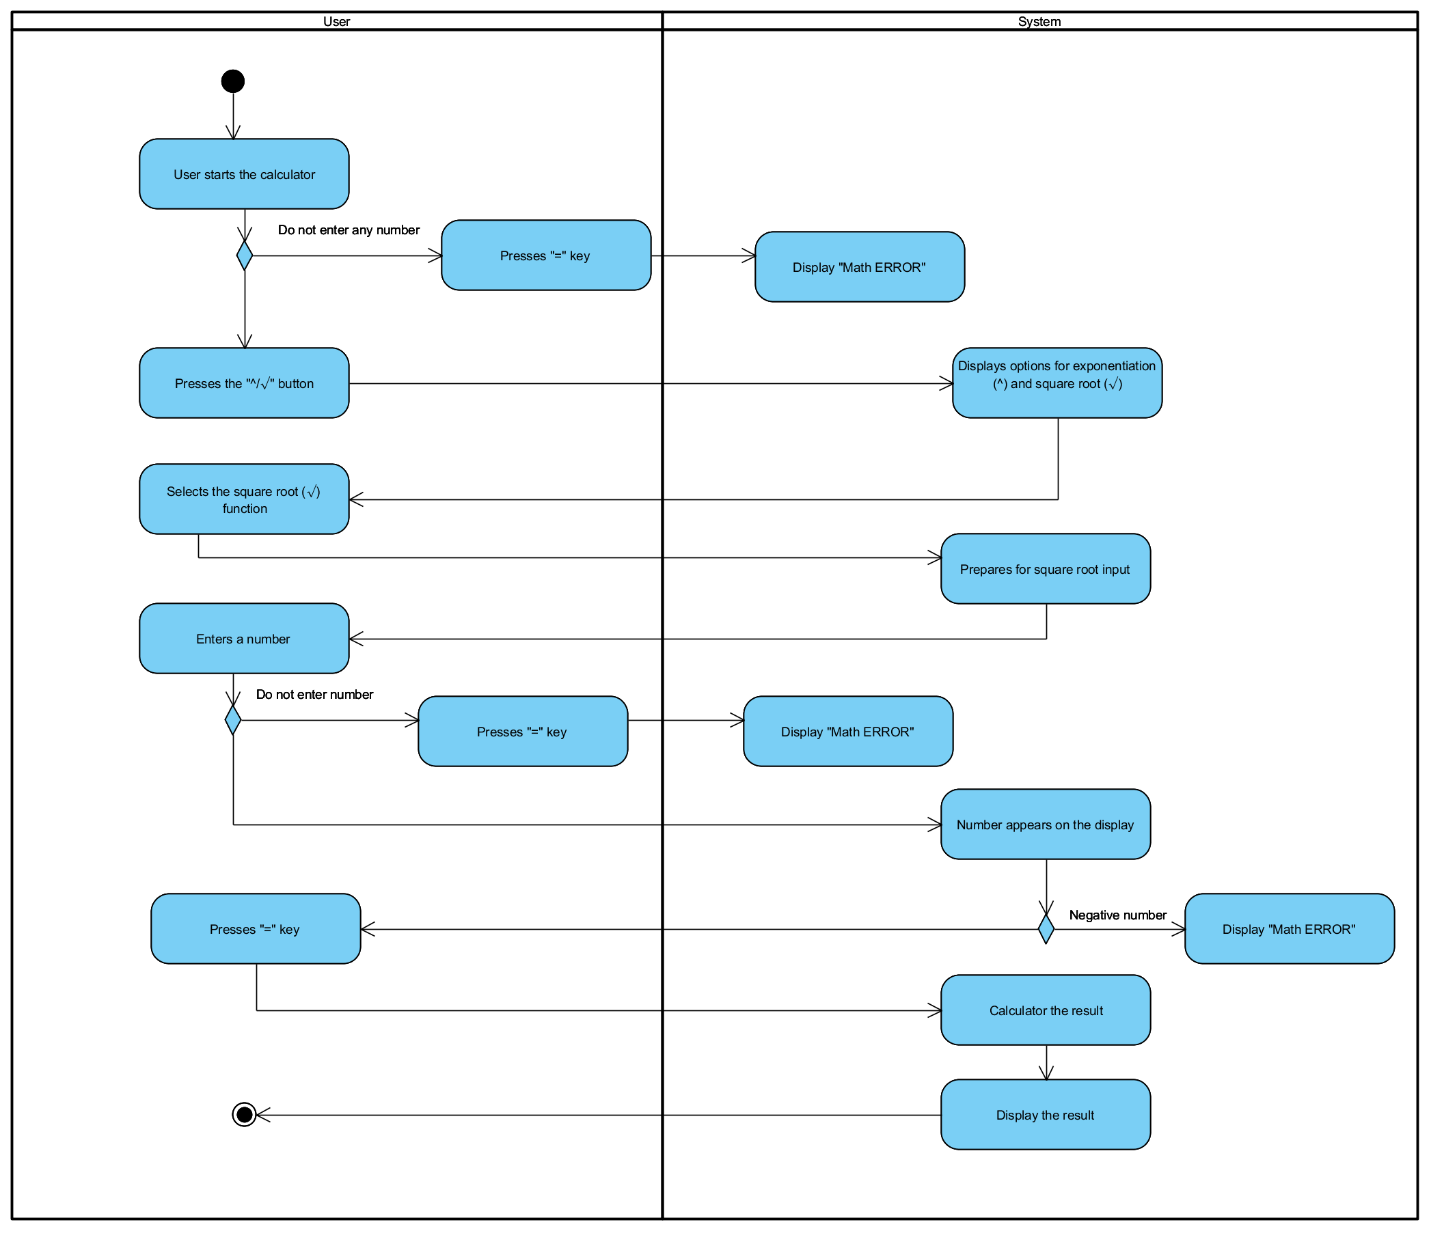 User
System
User starts the calculator
Do not enter any number
Presses "=" key
Display "Math ERROR"
Presses the "^/√" button
Displays options for exponentiation
(^) and square root (√)
Selects the square root (√)
function
Prepares for square root input
Enters a number
Do not enter number
Presses "=" key
Display "Math ERROR"
Number appears on the display
Presses "=" key
Negative number
Display "Math ERROR"
Calculator the result
Display the result